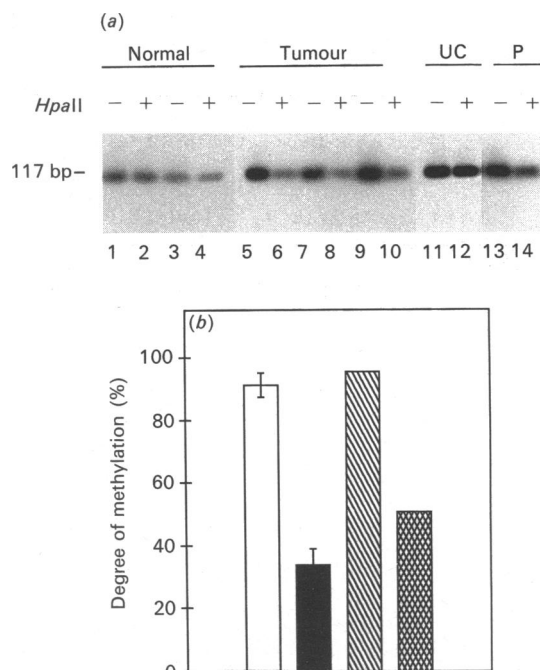 (a)
Normal Tumour UC P
HpaII − + − + − + − + − + − + − +
117 bp–
1 2 3 4 5 6 7 8 9 10 11 12 13 14
(b)
100
80
60
40
20
0
Degree of methylation (%)